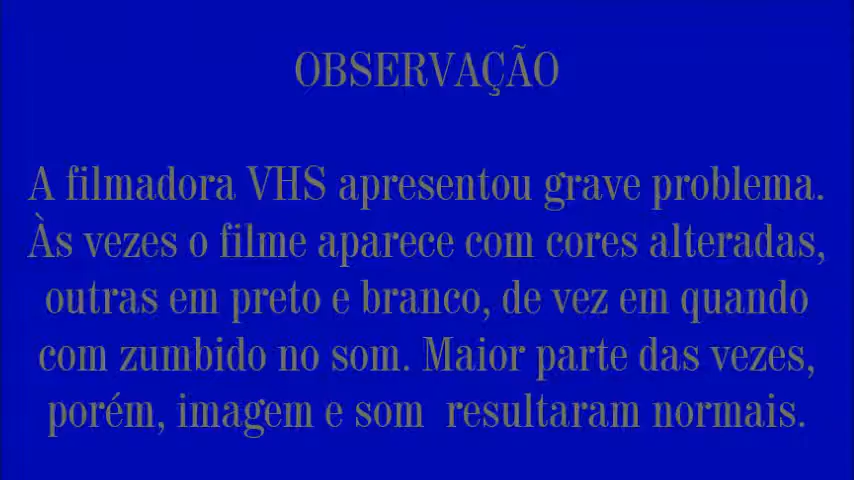 OBSERVAÇÃO
A filmadora VHS apresentou grave problema.
Às vezes o filme aparece com cores alteradas,
outras em preto e branco, de vez em quando
com zumbido no som. Maior parte das vezes,
porém, imagem e som resultaram normais.